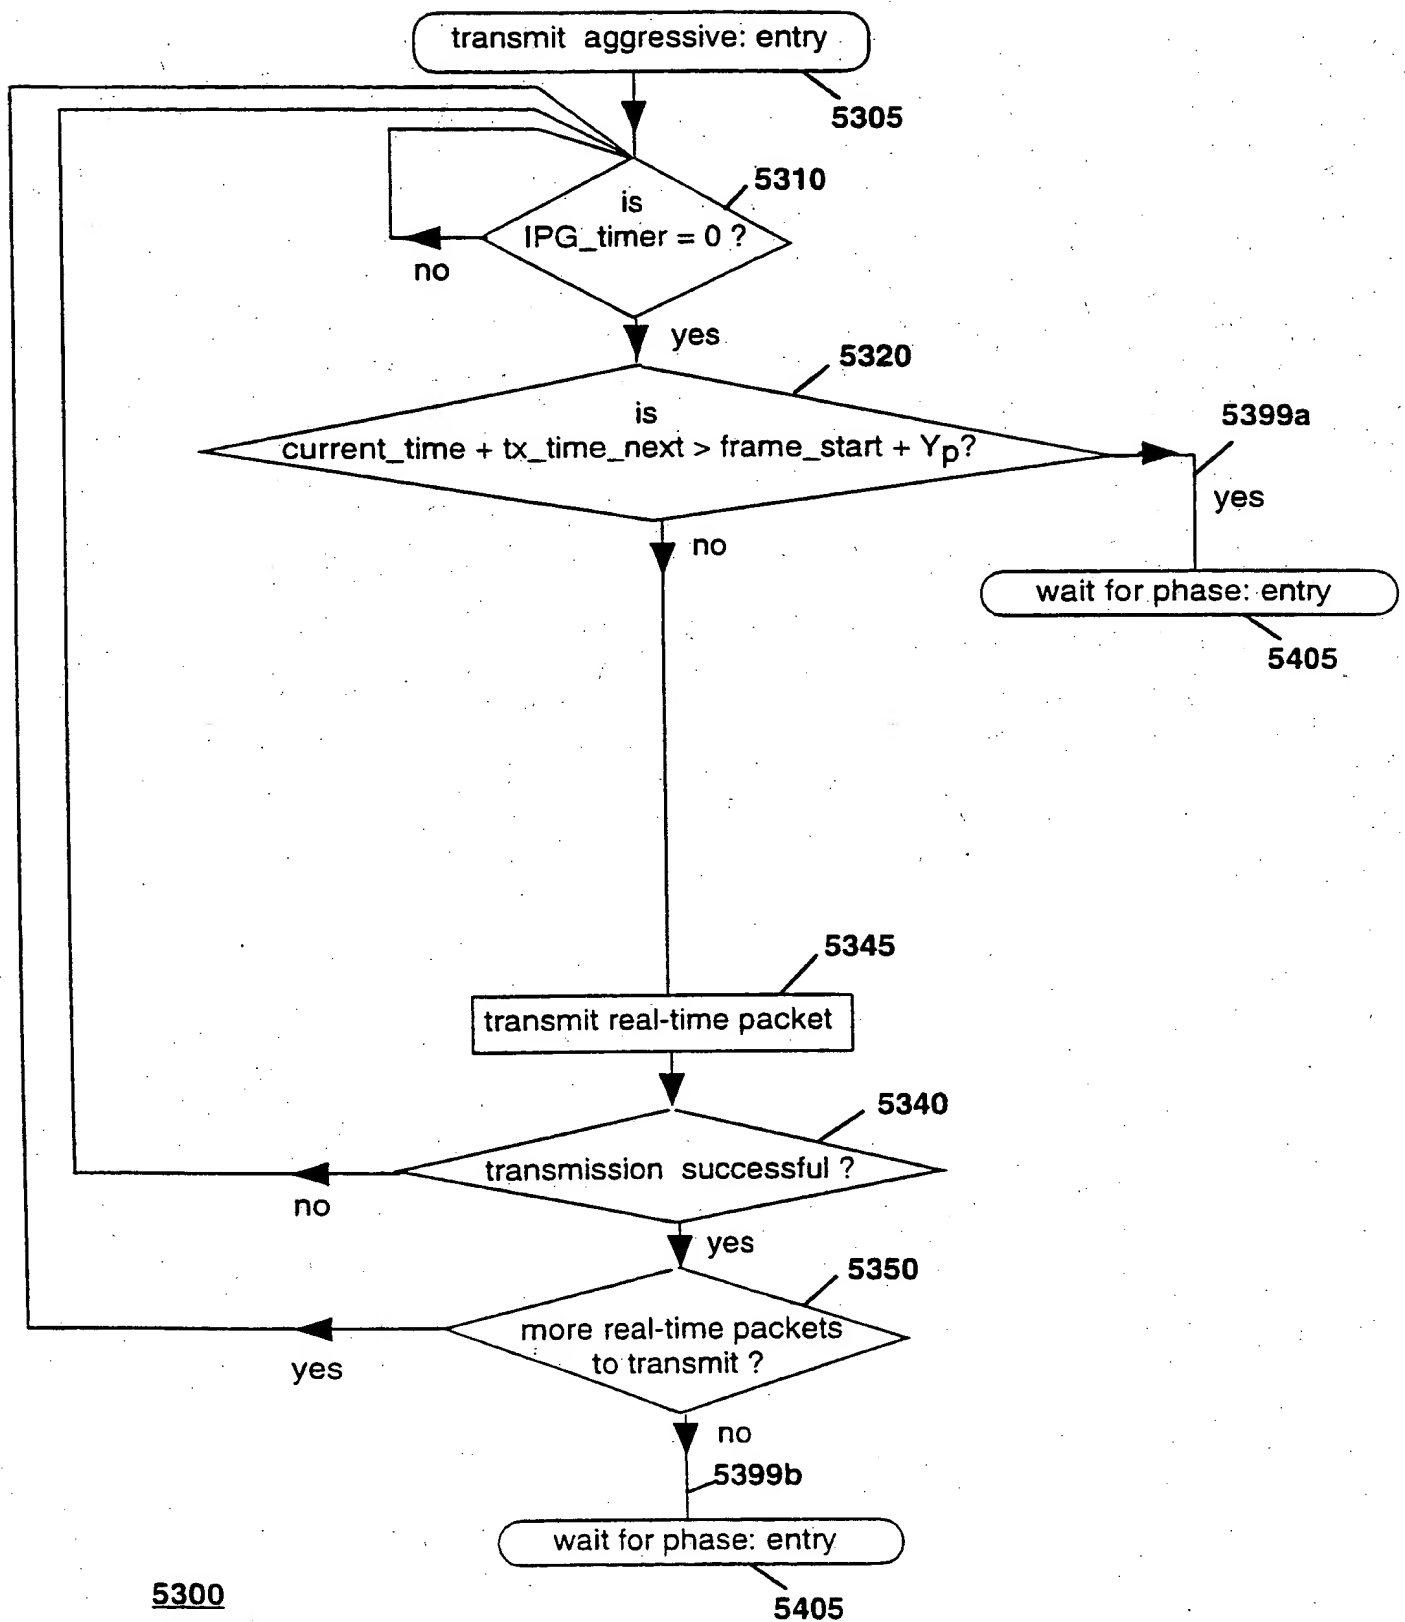 transmit aggressive: entry
5305
5310
is
IPG_timer = 0 ?
no
yes
5320
is
current_time + tx_time_next > frame_start + Yp?
5399a
yes
no
wait for phase: entry
5405
5345
transmit real-time packet
5340
transmission successful ?
no
yes
5350
more real-time packets
to transmit ?
yes
no
5399b
wait for phase: entry
5300
5405